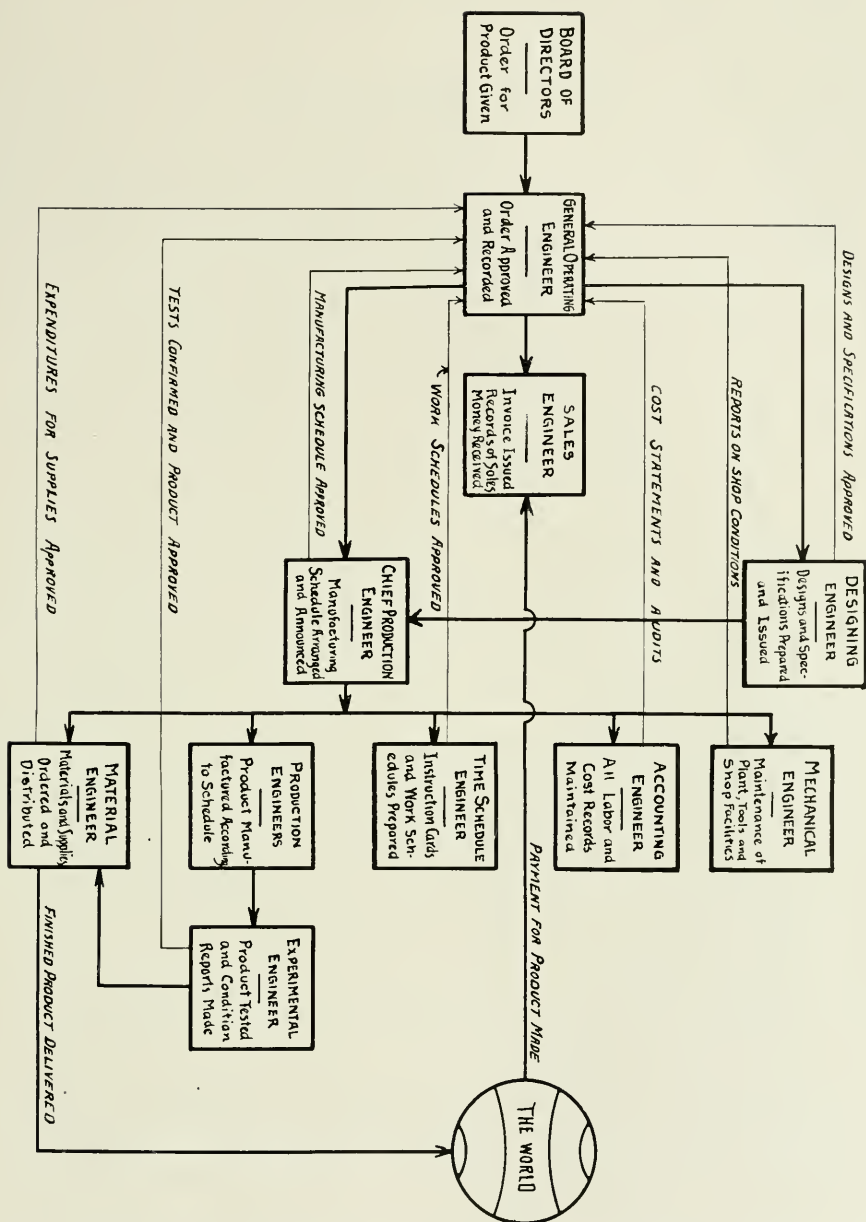 BOARD OF
DIRECTORS
Order for
Product Given
GENERAL OPERATING
ENGINEER
Order Approved
and Recorded
SALES
ENGINEER
Invoice Issued
Records of Sales
Money Received
DESIGNING
ENGINEER
Designs and Spec-
ifications Prepared
and Issued
CHIEF PRODUCTION
ENGINEER
Manufacturing
Schedule Arranged
and Announced
MECHANICAL
ENGINEER
Maintenance of
Plant, Tools and
Shop Facilities
ACCOUNTING
ENGINEER
All Labor and
Cost Records
Maintained
TIME SCHEDULE
ENGINEER
Instruction Cards
and Work Sch-
edules Prepared
PRODUCTION
ENGINEERS
Product Manu-
factured According
to Schedule
MATERIAL
ENGINEER
Materials and Supplies
Ordered and
Distributed
EXPERIMENTAL
ENGINEER
Product Tested
and Condition
Reports Made
THE WORLD
DESIGNS AND SPECIFICATIONS APPROVED
REPORTS ON SHOP CONDITIONS
COST STATEMENTS AND AUDITS
WORK SCHEDULES APPROVED
MANUFACTURING SCHEDULE APPROVED
TESTS CONFIRMED AND PRODUCT APPROVED
EXPENDITURES FOR SUPPLIES APPROVED
PAYMENT FOR PRODUCT MADE
FINISHED PRODUCT DELIVERED